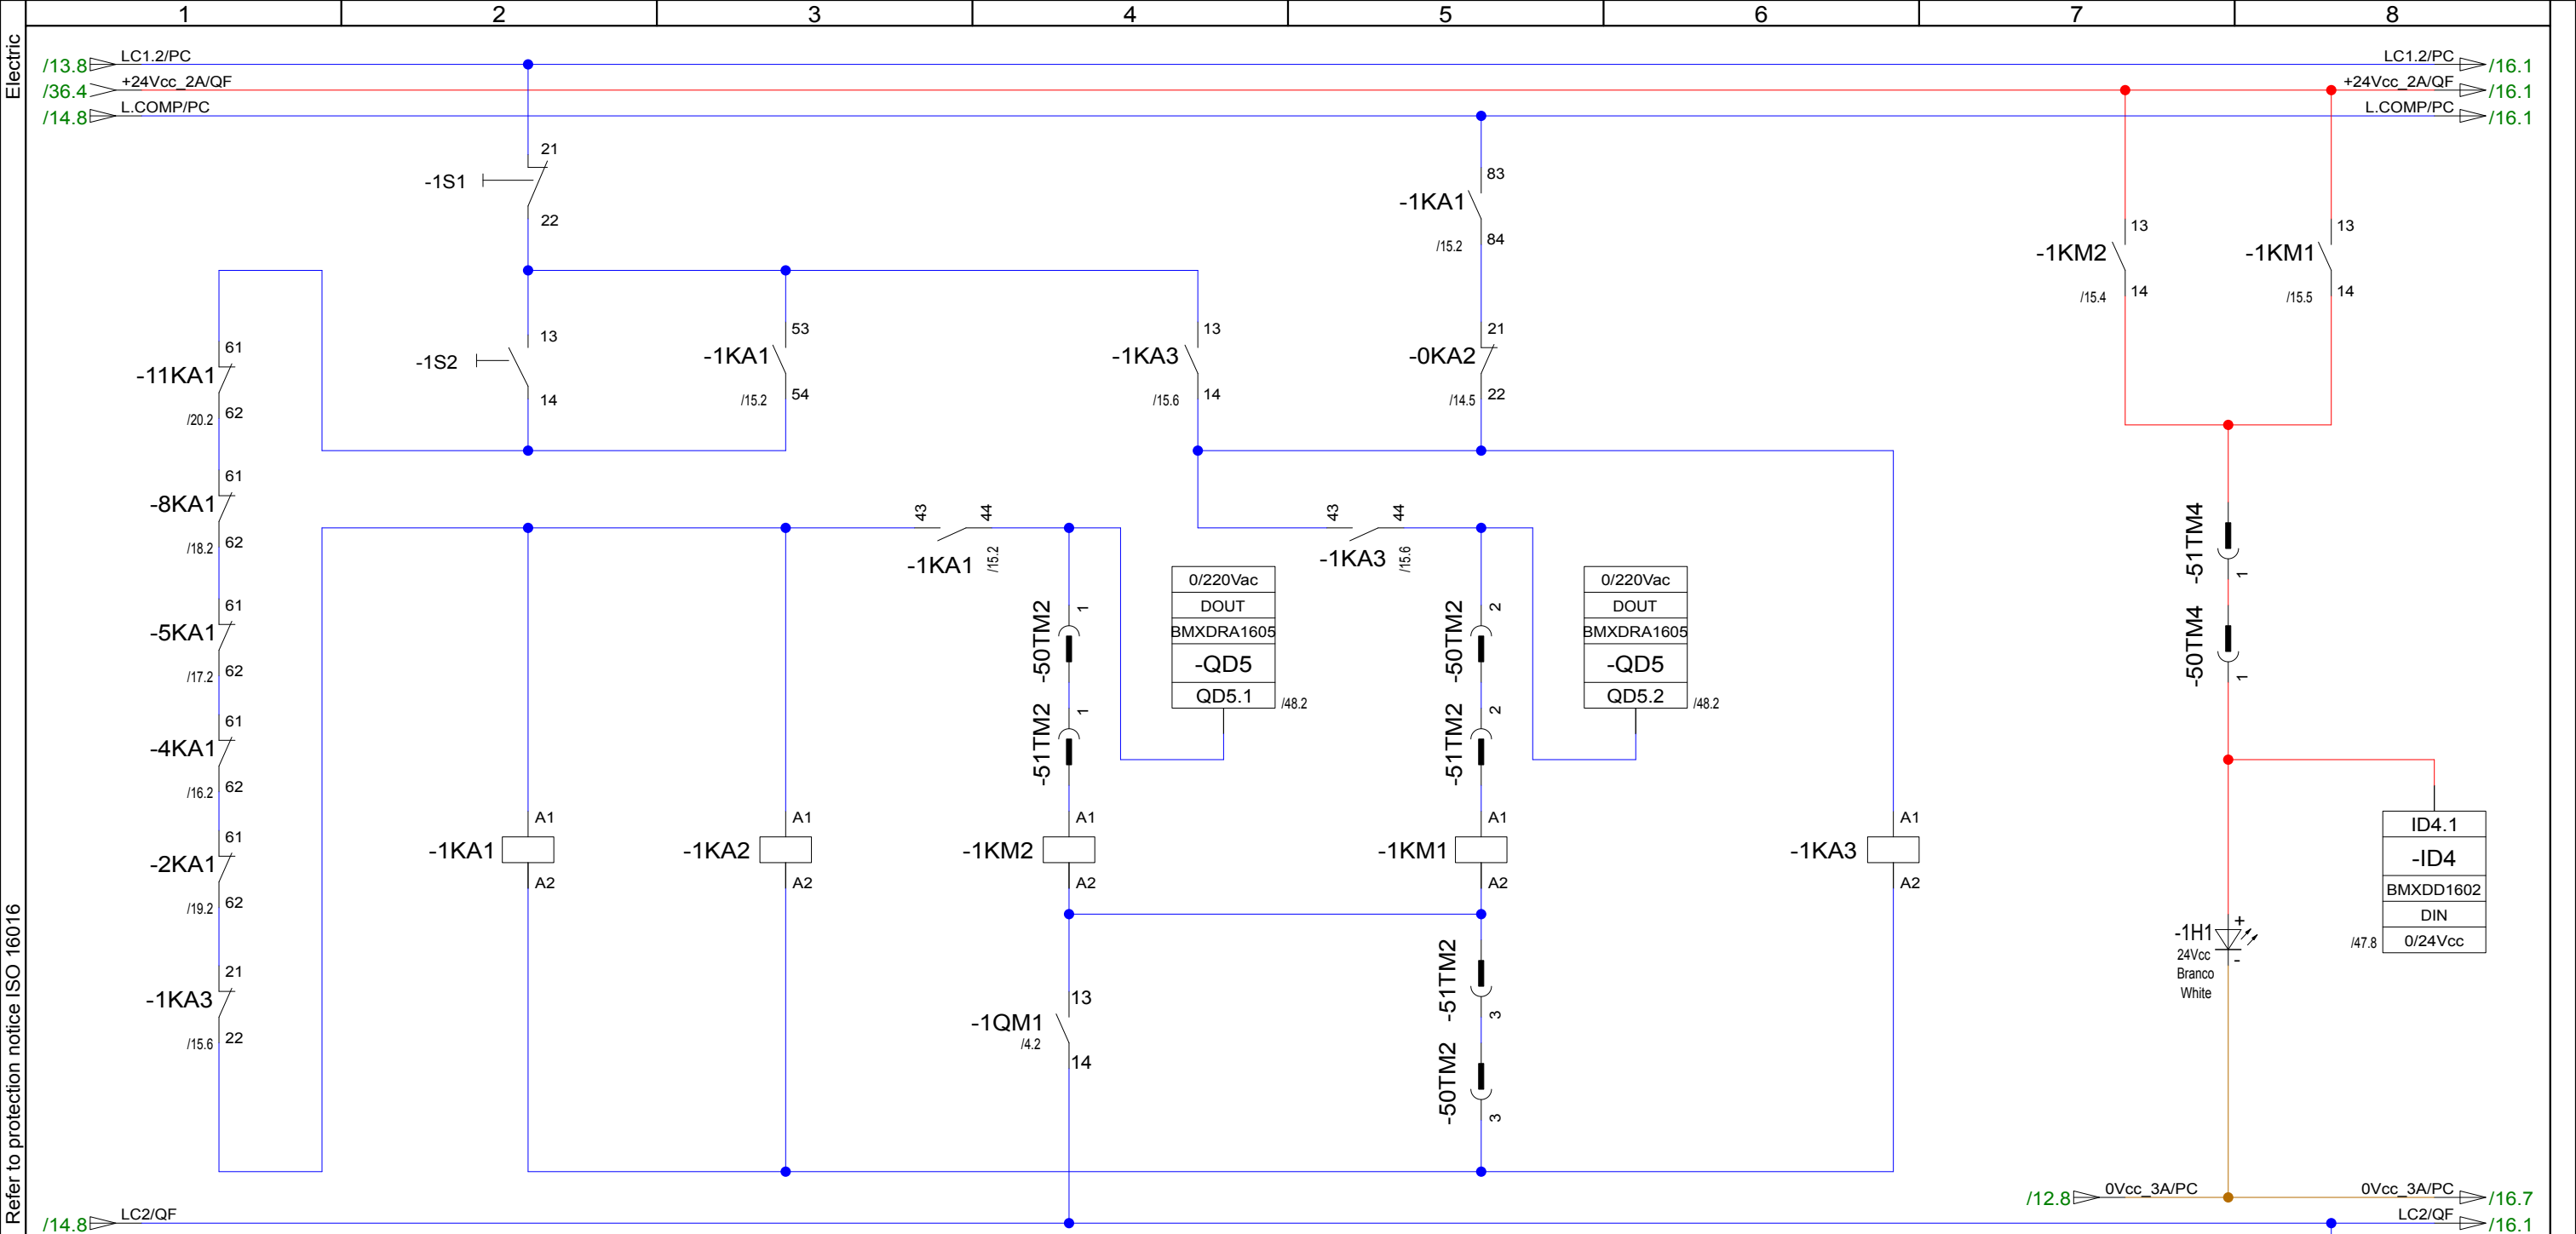 1 2 3 4 5 6 7 8
Electric
Refer to protection notice ISO 16016
/13.8 LC1.2/PC LC1.2/PC /16.1
/36.4 +24Vcc_2A/QF +24Vcc_2A/QF /16.1
/14.8 L.COMP/PC L.COMP/PC /16.1
-1S1 21 22
-1KA1 /15.2 83 84
-1KM2 /15.4 13 14
-1KM1 /15.5 13 14
-11KA1 /20.2 61 62
-1S2 13 14
-1KA1 /15.2 53 54
-1KA3 /15.6 13 14
-0KA2 /14.5 21 22
-8KA1 /18.2 61 62
-1KA1 /15.2 43 44
-1KA3 /15.6 43 44
-51TM4 1
-50TM4 1
-5KA1 /17.2 61 62
-50TM2 1
-51TM2 1
0/220Vac
DOUT
BMXDRA1605
-QD5
QD5.1 /48.2
-50TM2 2
-51TM2 2
0/220Vac
DOUT
BMXDRA1605
-QD5
QD5.2 /48.2
-4KA1 /16.2 61 62
-2KA1 /19.2 61 62
-1KA1 A1 A2
-1KA2 A1 A2
-1KM2 A1 A2
-1KM1 A1 A2
-1KA3 A1 A2
ID4.1
-ID4
BMXDD1602
DIN
0/24Vcc /47.8
-1H1 + -
24Vcc
Branco
White
-1KA3 /15.6 21 22
-1QM1 /4.2 13 14
-51TM2 3
-50TM2 3
/12.8 0Vcc_3A/PC 0Vcc_3A/PC /16.7
/14.8 LC2/QF LC2/QF /16.1